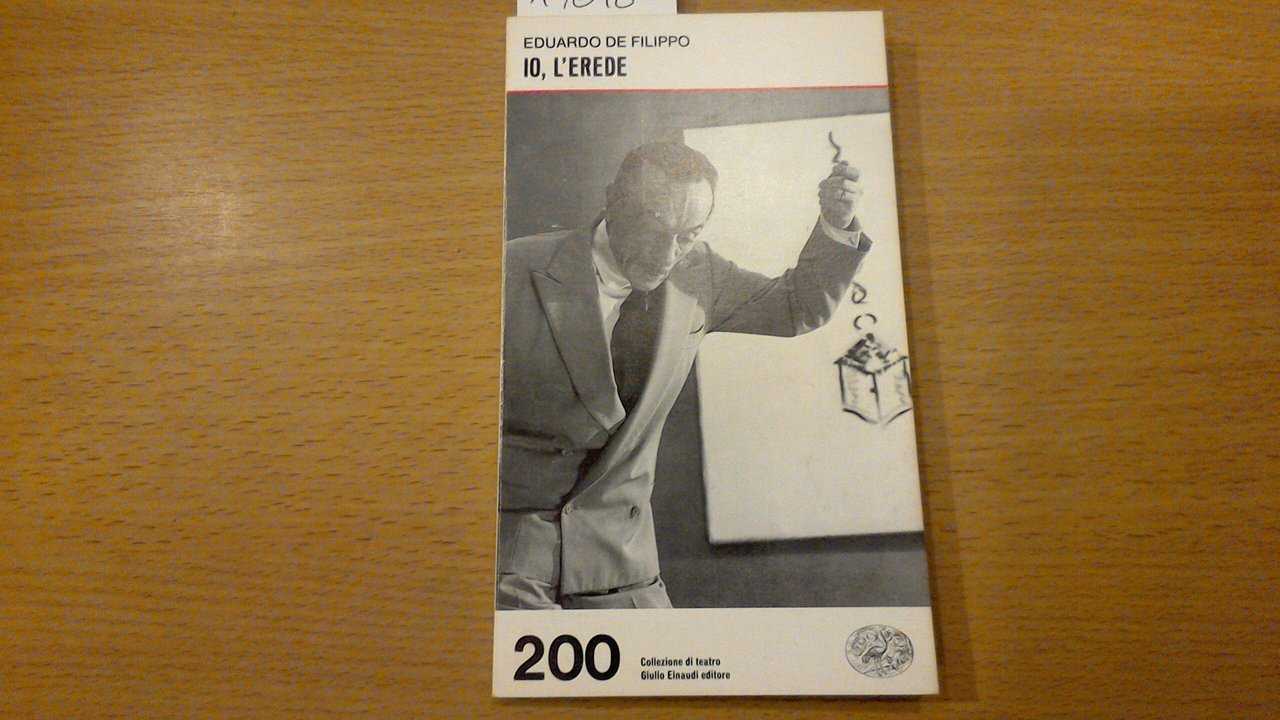 EDUARDO DE FILIPPO
IO, L'EREDE
200
Collezione di teatro
Giulio Einaudi editore